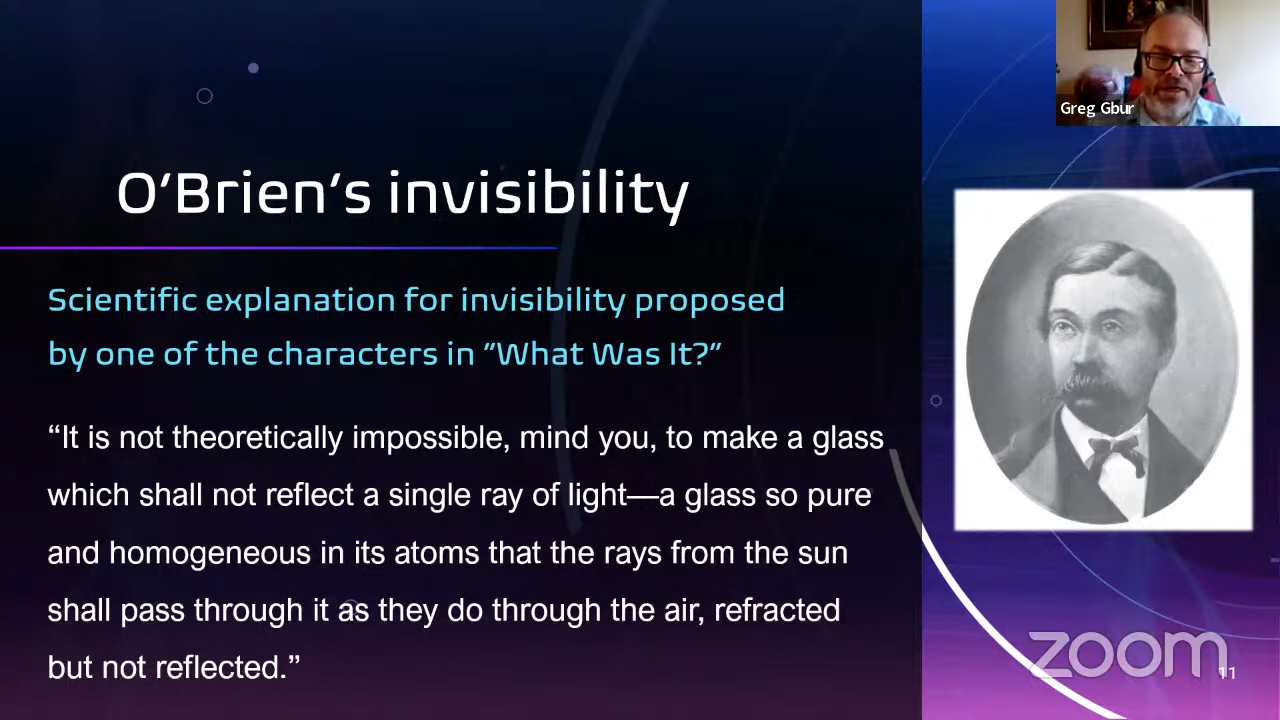 Greg Gbur
O’Brien’s invisibility
Scientific explanation for invisibility proposed
by one of the characters in ”What Was It?”
“It is not theoretically impossible, mind you, to make a glass
which shall not reflect a single ray of light—a glass so pure
and homogeneous in its atoms that the rays from the sun
shall pass through it as they do through the air, refracted
but not reflected.”
zoom
11